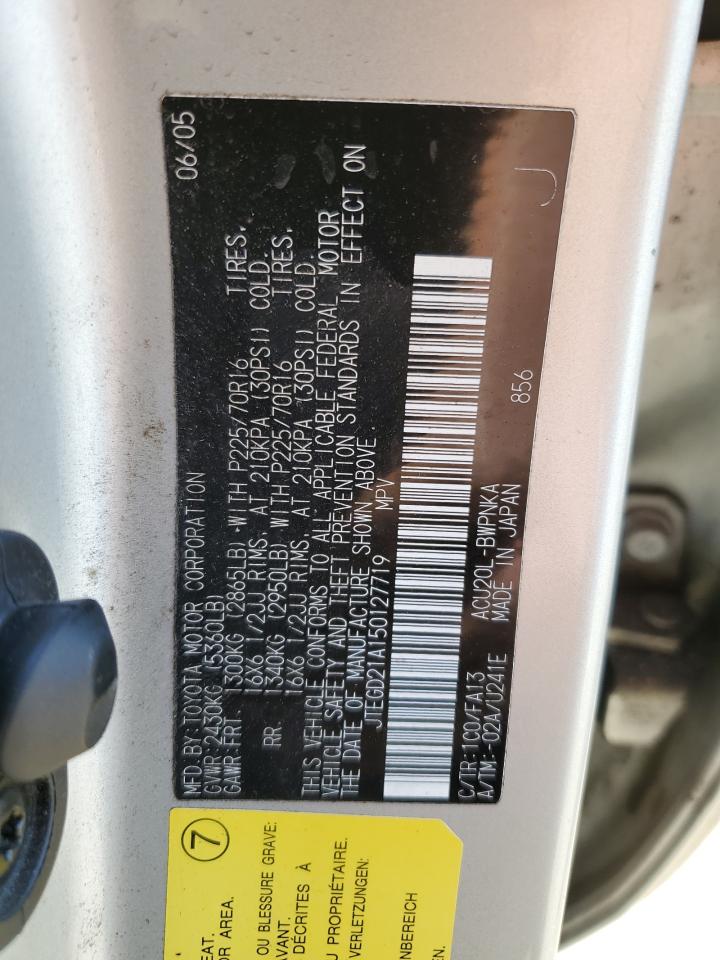 MFD. BY: TOYOTA MOTOR CORPORATION 06/05
GVWR: 2430KG (5360LB)
GAWR: FRT. 1300KG (2865LB) WITH P225/70R16 TIRES.
16X6 1/2JJ RIMS. AT 210KPA (30PSI) COLD.
RR. 1340KG (2950LB) WITH P225/70R16 TIRES.
16X6 1/2JJ RIMS. AT 210KPA (30PSI) COLD.
THIS VEHICLE CONFORMS TO ALL APPLICABLE FEDERAL MOTOR
VEHICLE SAFETY AND THEFT PREVENTION STANDARDS IN EFFECT ON
THE DATE OF MANUFACTURE SHOWN ABOVE.
JTEGD21A150127719 MPV
C/TR: 1C0/FA13 ACU20L-BWPNKA
A/TM: -02A/U241E MADE IN JAPAN
856
J
7
EAT.
R AREA.
OU BLESSURE GRAVE:
AVANT.
DÉCRITES À
U PROPRIÉTAIRE.
VERLETZUNGEN:
NBEREICH